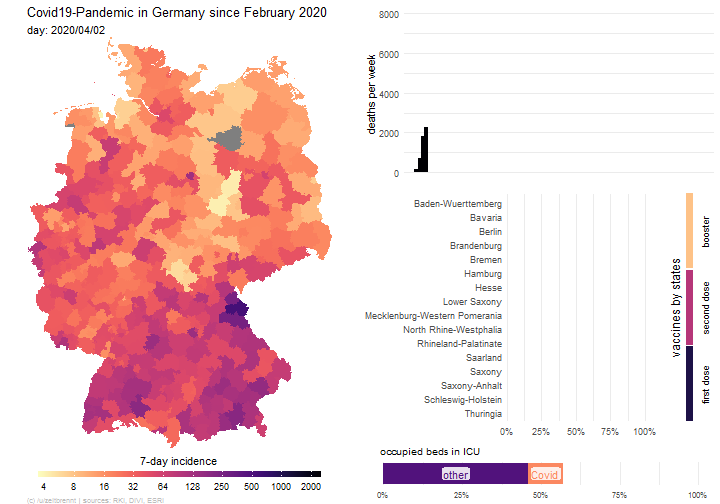 Covid19-Pandemic in Germany since February 2020
day: 2020/04/02
7-day incidence
4 8 16 32 64 125 250 500 1000 2000
(c) /u/zeitbremt | sources: RKI, DIVI, ESRI
deaths per week
8000
6000
4000
2000
0
Baden-Wuerttemberg
Bavaria
Berlin
Brandenburg
Bremen
Hamburg
Hesse
Lower Saxony
Mecklenburg-Western Pomerania
North Rhine-Westphalia
Rhineland-Palatinate
Saarland
Saxony
Saxony-Anhalt
Schleswig-Holstein
Thuringia
0% 25% 50% 75% 100%
vaccines by states
booster
second dose
first dose
occupied beds in ICU
other Covid
0% 25% 50% 75% 100%